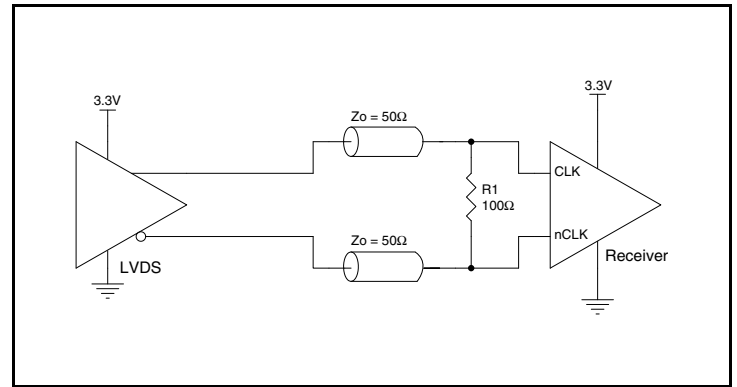 3.3V
3.3V
Zo = 50Ω
CLK
R1
100Ω
nCLK
Zo = 50Ω
LVDS
Receiver